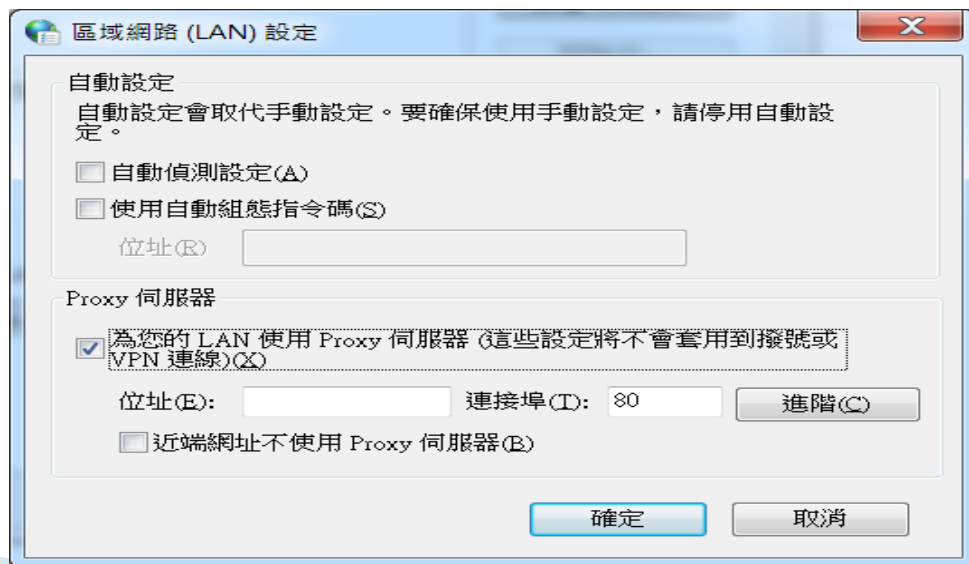 區域網路 (LAN) 設定
自動設定
自動設定會取代手動設定。要確保使用手動設定，請停用自動設
定。
自動偵測設定(A)
使用自動組態指令碼(S)
位址(R)
Proxy 伺服器
為您的 LAN 使用 Proxy 伺服器 (這些設定將不會套用到撥號或
VPN 連線)(X)
位址(E): 連接埠(T): 80 進階(C)
近端網址不使用 Proxy 伺服器(B)
確定 取消